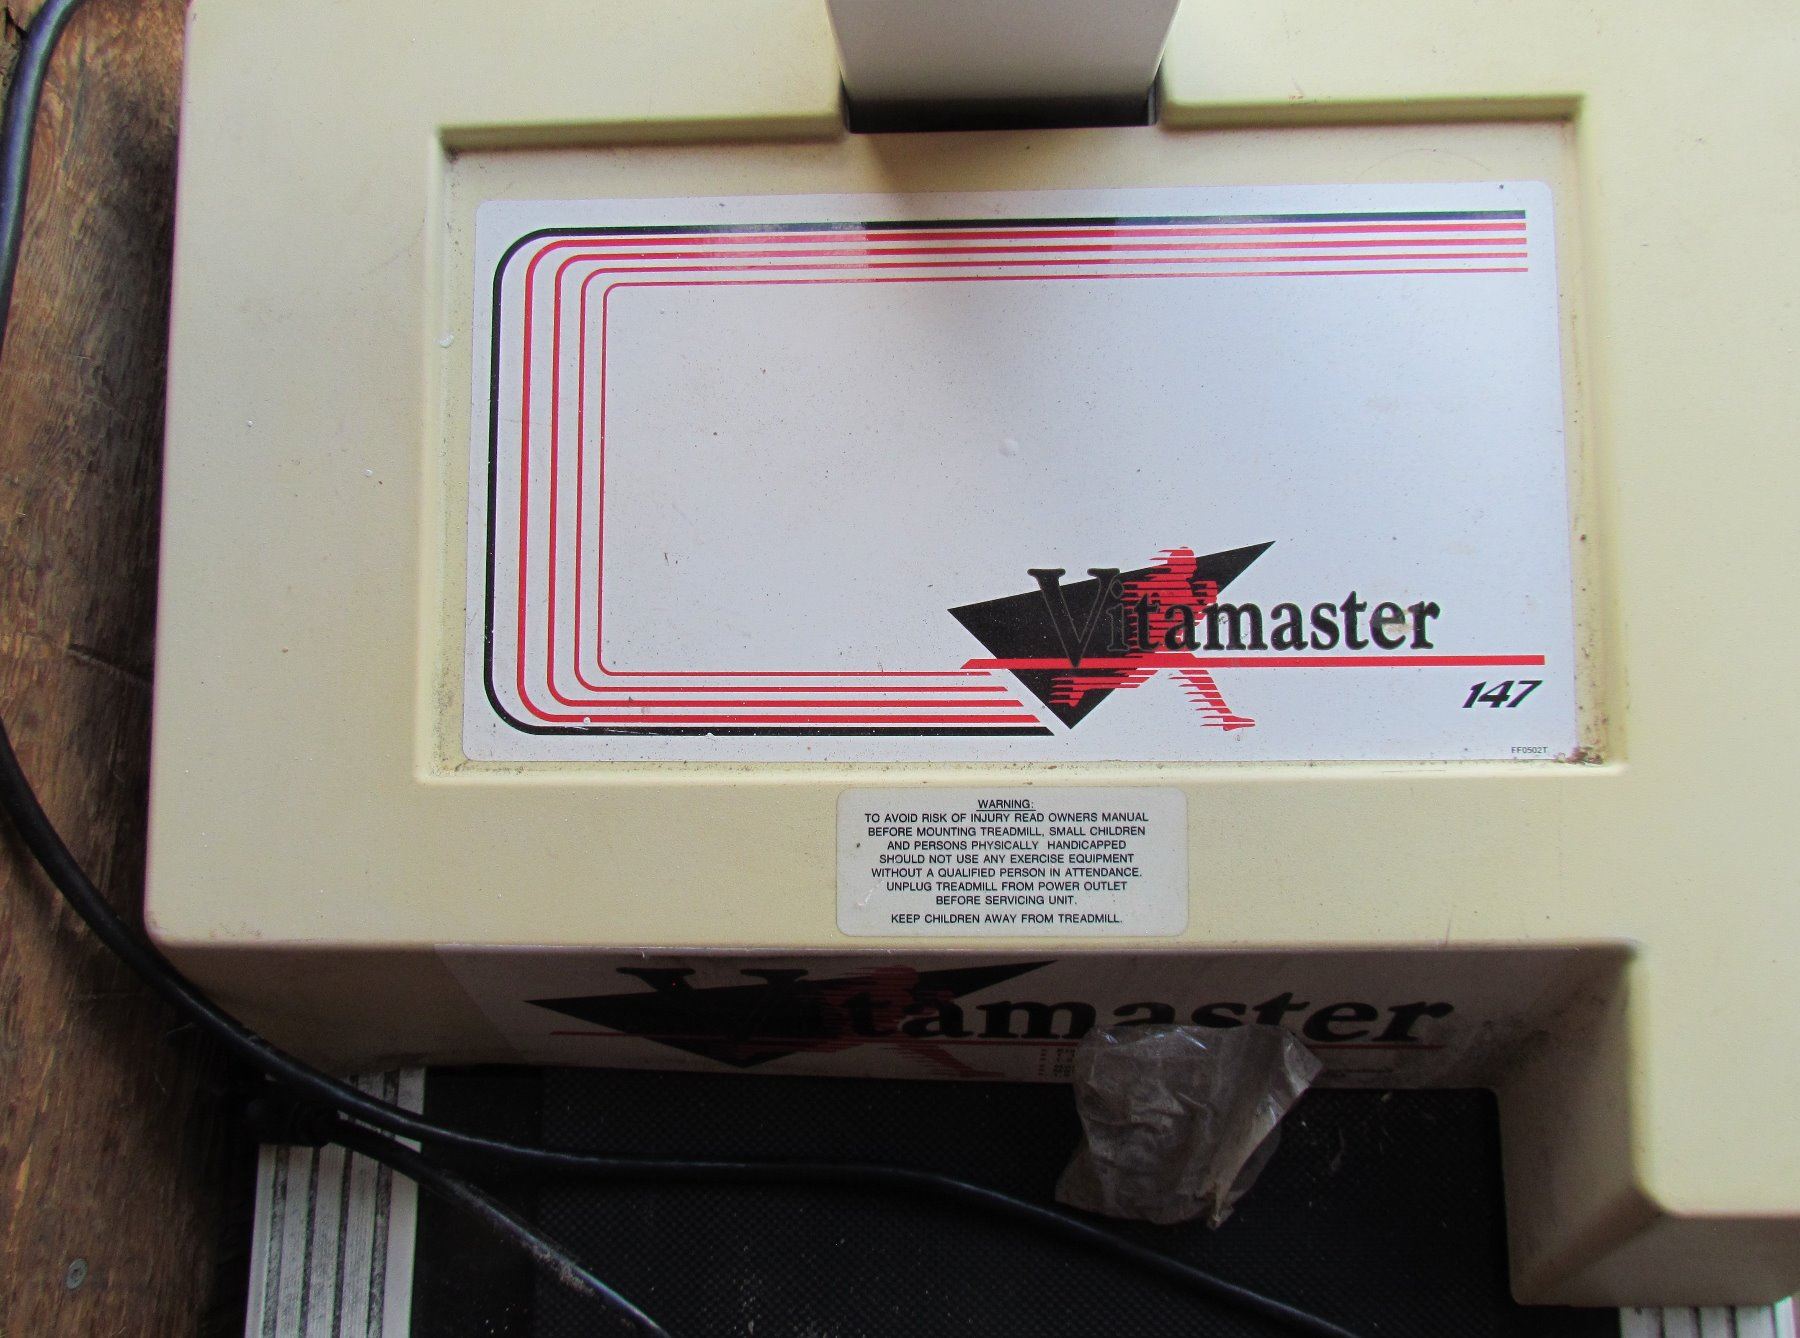 Vitamaster
147
FF0502T
WARNING:
TO AVOID RISK OF INJURY READ OWNERS MANUAL
BEFORE MOUNTING TREADMILL, SMALL CHILDREN
AND PERSONS PHYSICALLY HANDICAPPED
SHOULD NOT USE ANY EXERCISE EQUIPMENT
WITHOUT A QUALIFIED PERSON IN ATTENDANCE.
UNPLUG TREADMILL FROM POWER OUTLET
BEFORE SERVICING UNIT.
KEEP CHILDREN AWAY FROM TREADMILL.
Vitamaster